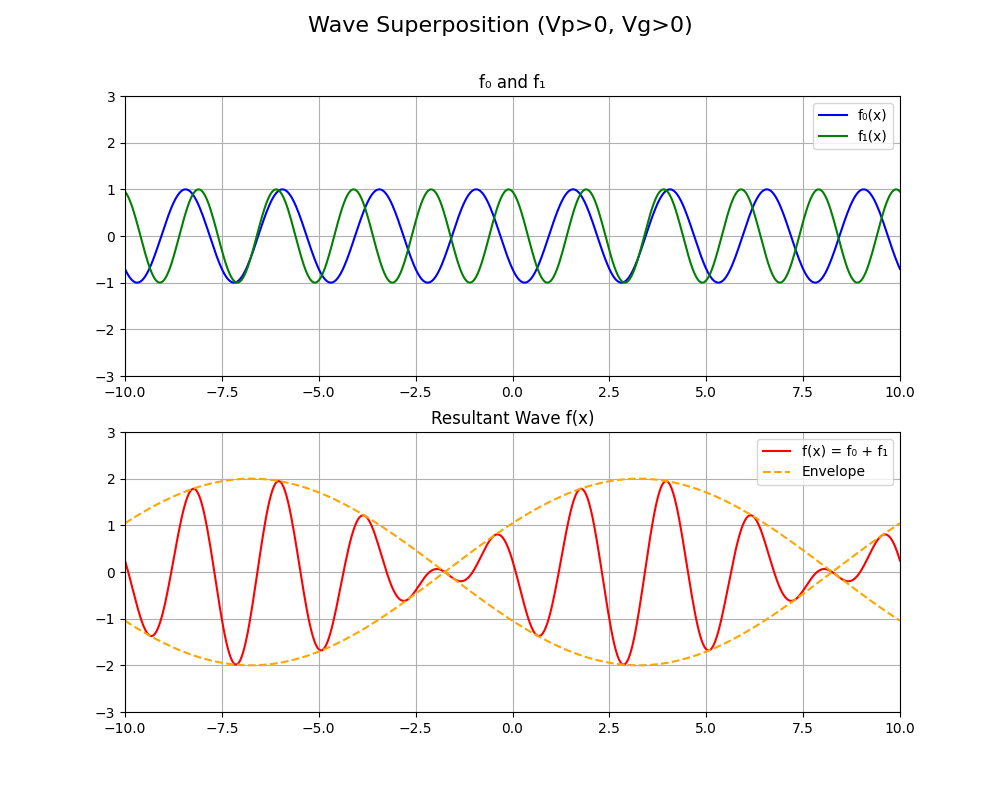 Wave Superposition (Vp>0, Vg>0)
f₀ and f₁
3
2
1
0
−1
−2
−3
f₀(x)
f₁(x)
−10.0 −7.5 −5.0 −2.5 0.0 2.5 5.0 7.5 10.0
Resultant Wave f(x)
3
2
1
0
−1
−2
−3
f(x) = f₀ + f₁
Envelope
−10.0 −7.5 −5.0 −2.5 0.0 2.5 5.0 7.5 10.0